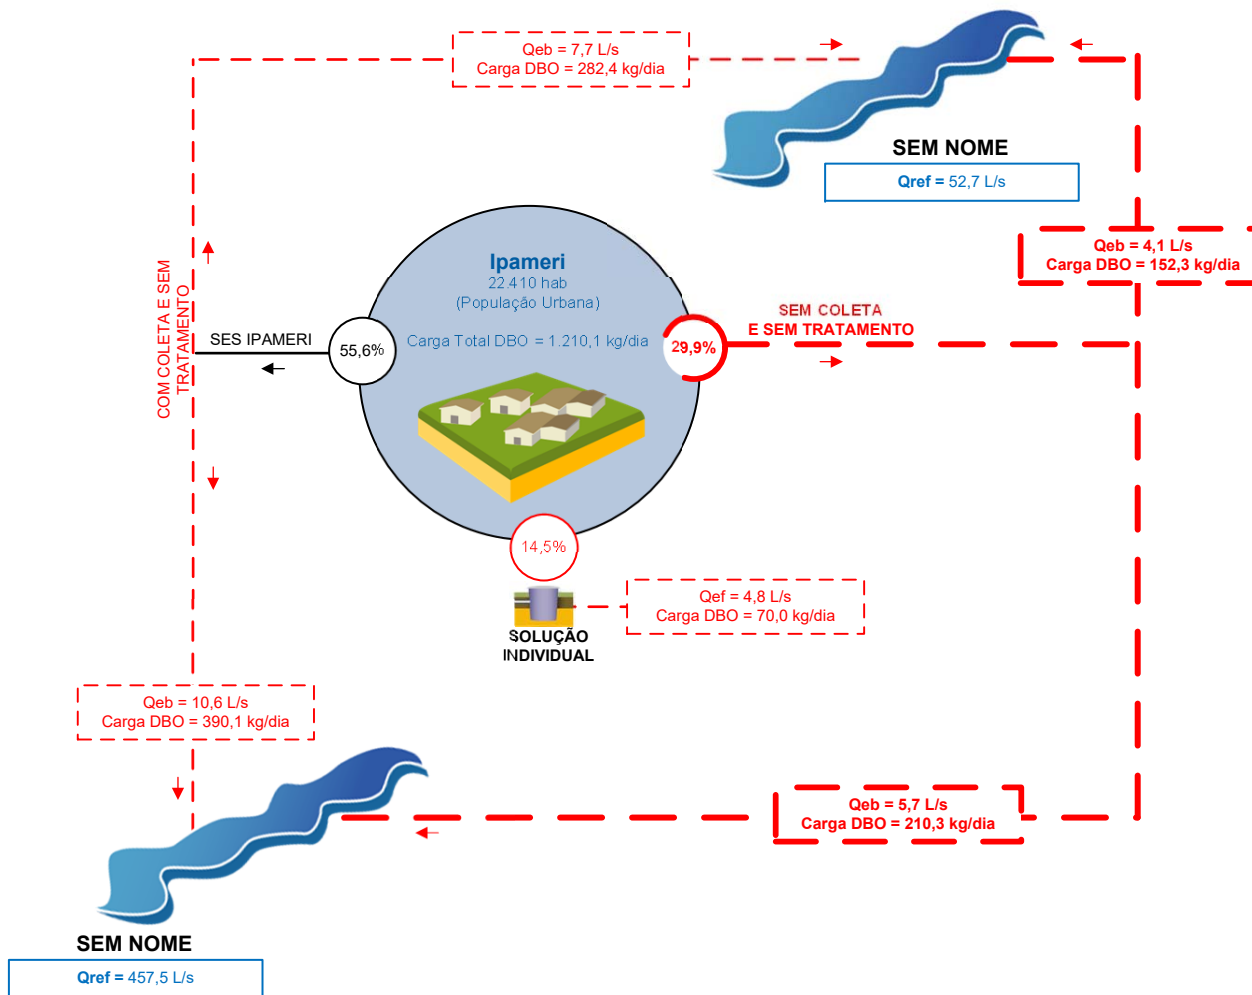 Qeb = 7,7 L/s
Carga DBO = 282,4 kg/dia
SEM NOME
Qref = 52,7 L/s
Qeb = 4,1 L/s
Carga DBO = 152,3 kg/dia
COM COLETA E SEM
TRATAMENTO
SES IPAMERI
55,6%
Ipameri
22.410 hab
(População Urbana)
Carga Total DBO = 1.210,1 kg/dia
29,9%
SEM COLETA
E SEM TRATAMENTO
14,5%
SOLUÇÃO
INDIVIDUAL
Qef = 4,8 L/s
Carga DBO = 70,0 kg/dia
Qeb = 10,6 L/s
Carga DBO = 390,1 kg/dia
Qeb = 5,7 L/s
Carga DBO = 210,3 kg/dia
SEM NOME
Qref = 457,5 L/s